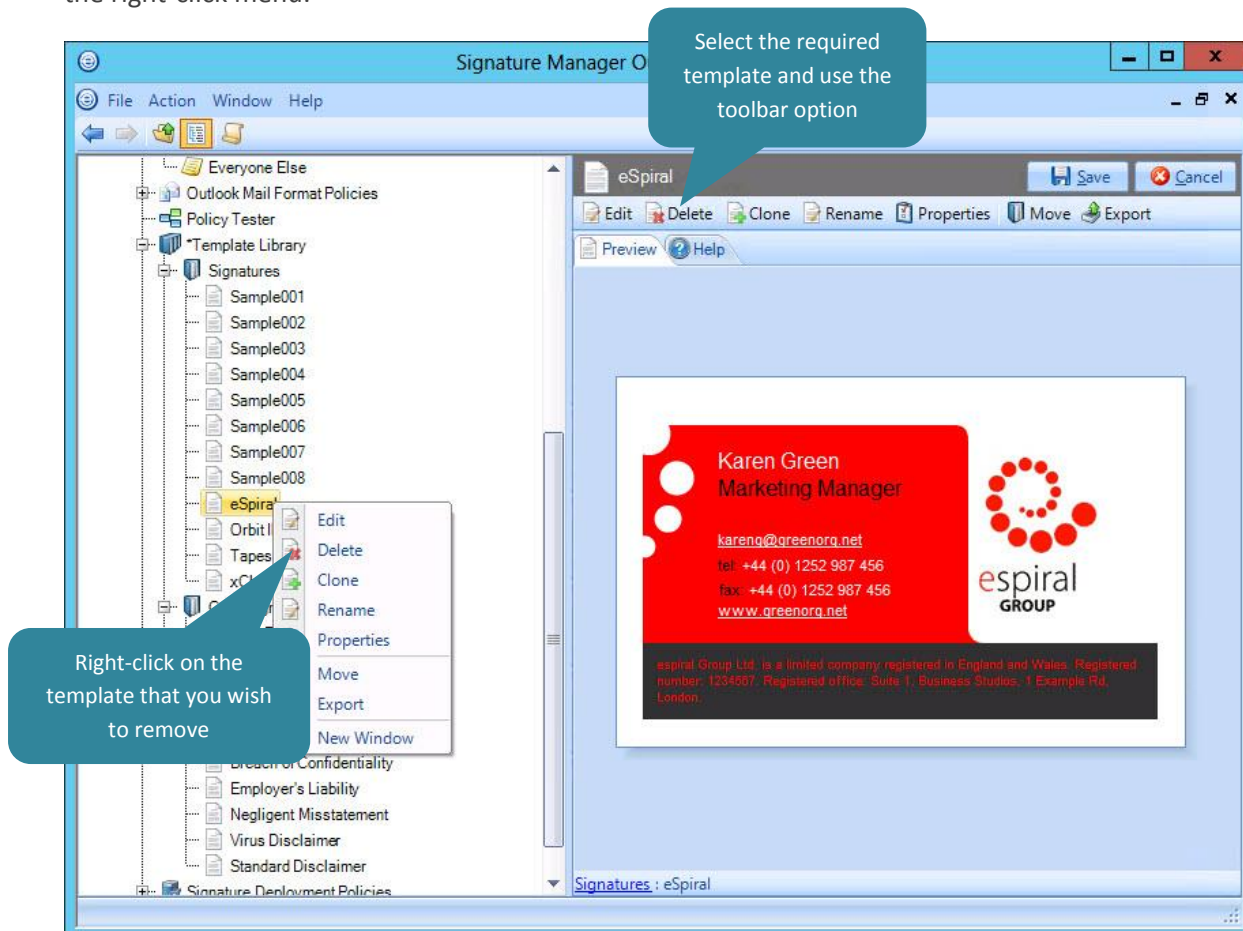 the right-click menu.
Select the required
template and use the
toolbar option
Signature Manager O
File Action Window Help
Everyone Else
Outlook Mail Format Policies
Policy Tester
*Template Library
Signatures
Sample001
Sample002
Sample003
Sample004
Sample005
Sample006
Sample007
Sample008
eSpiral
Orbit
Tapes
Edit
Delete
Clone
Rename
Properties
Move
Export
New Window
Right-click on the
template that you wish
to remove
Breach of Confidentiality
Employer's Liability
Negligent Misstatement
Virus Disclaimer
Standard Disclaimer
Signature Deployment Policies
eSpiral
Save Cancel
Edit Delete Clone Rename Properties Move Export
Preview Help
Karen Green
Marketing Manager
kareng@greenorg.net
tel: +44 (0) 1252 987 456
fax: +44 (0) 1252 987 456
www.greenorg.net
espiral
GROUP
espiral Group Ltd. is a limited company registered in England and Wales. Registered
number: 1234567. Registered office: Suite 1, Business Studios, 1 Example Rd,
London.
Signatures : eSpiral